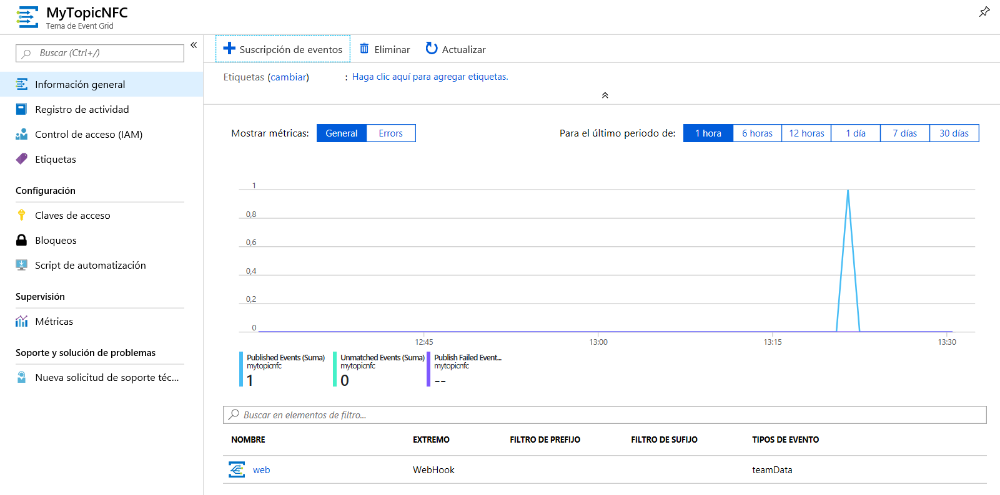 MyTopicNFC
Tema de Event Grid
Buscar (Ctrl+/)
Información general
Registro de actividad
Control de acceso (IAM)
Etiquetas
Configuración
Claves de acceso
Bloqueos
Script de automatización
Supervisión
Métricas
Soporte y solución de problemas
Nueva solicitud de soporte téc...
Suscripción de eventos Eliminar Actualizar
Etiquetas (cambiar) : Haga clic aquí para agregar etiquetas.
Mostrar métricas: General Errors Para el último periodo de: 1 hora 6 horas 12 horas 1 día 7 días 30 días
1
0,8
0,6
0,4
0,2
0
12:45 13:00 13:15 13:30
Published Events (Suma) Unmatched Events (Suma) Publish Failed Event...
mytopicnfc mytopicnfc mytopicnfc
1 0 --
Buscar en elementos de filtro...
NOMBRE EXTREMO FILTRO DE PREFIJO FILTRO DE SUFIJO TIPOS DE EVENTO
web WebHook teamData